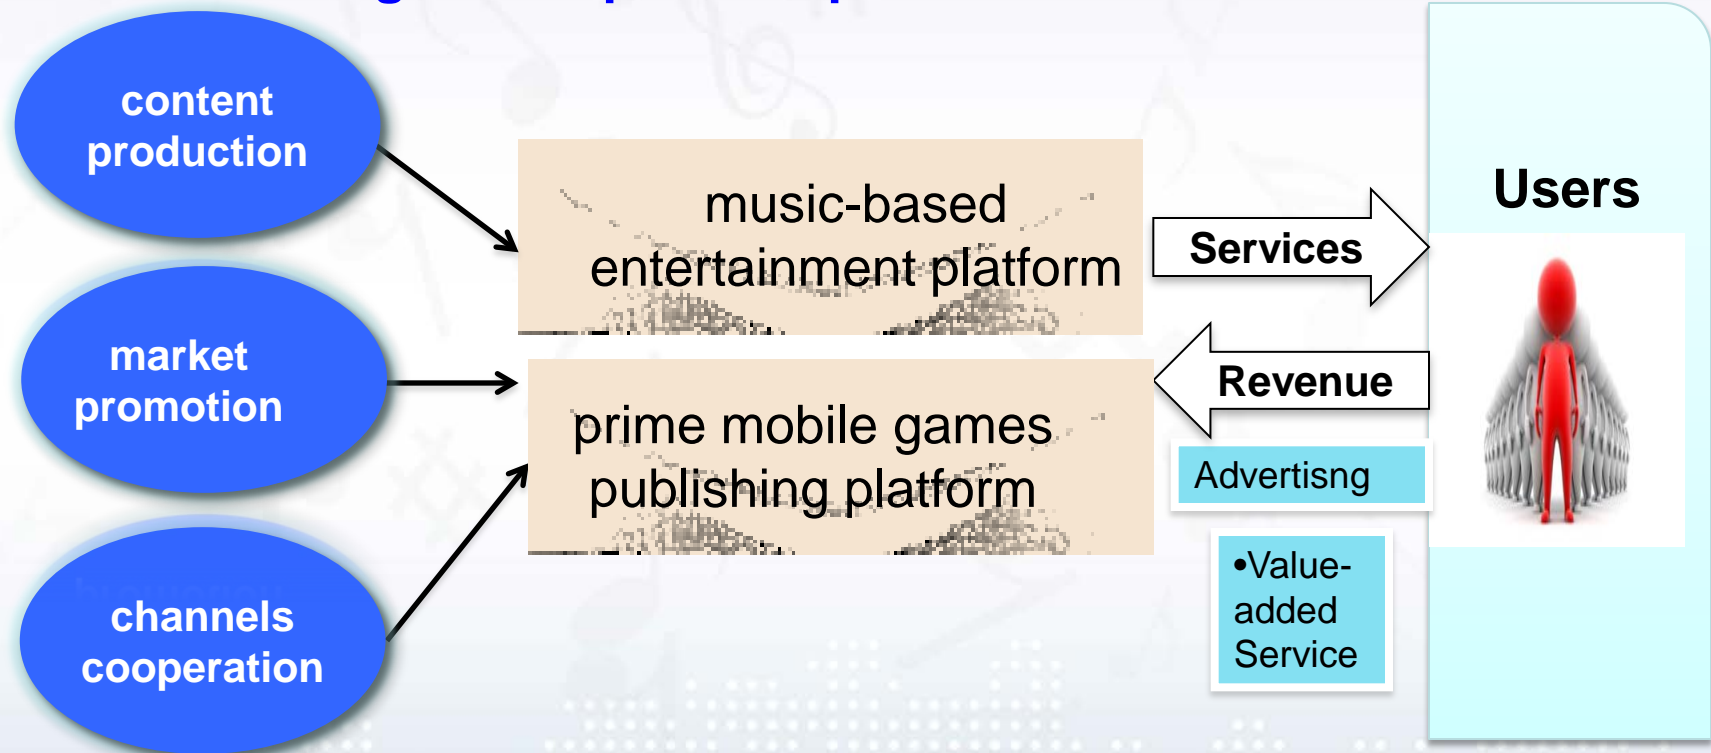 content
production
market
promotion
channels
cooperation
music-based
entertainment platform
prime mobile games
publishing platform
Services
Revenue
Advertisng
•Value-
added
Service
Users